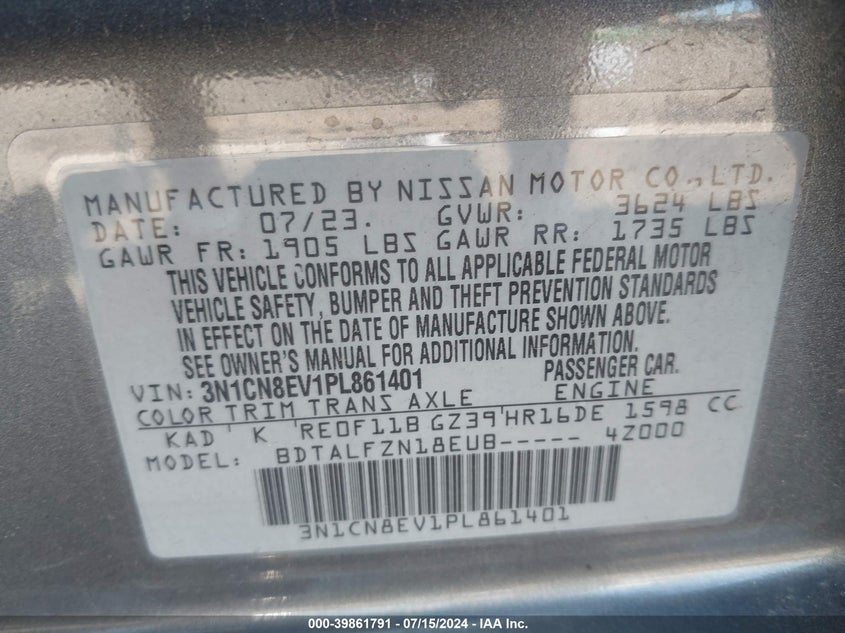 MANUFACTURED BY NISSAN MOTOR CO.,LTD.
DATE: 07/23. GVWR: 3624 LBS
GAWR FR: 1905 LBS GAWR RR: 1735 LBS
THIS VEHICLE CONFORMS TO ALL APPLICABLE FEDERAL MOTOR
VEHICLE SAFETY, BUMPER AND THEFT PREVENTION STANDARDS
IN EFFECT ON THE DATE OF MANUFACTURE SHOWN ABOVE.
SEE OWNER'S MANUAL FOR ADDITIONAL INFORMATION.
VIN: 3N1CN8EV1PL861401 PASSENGER CAR.
COLOR TRIM TRANS AXLE ENGINE
KAD K RE0F11B GZ39 HR16DE 1598 CC
MODEL: BDTALFZN18EUB----- 4Z000
3N1CN8EV1PL861401
000-39861791 - 07/15/2024 - IAA Inc.